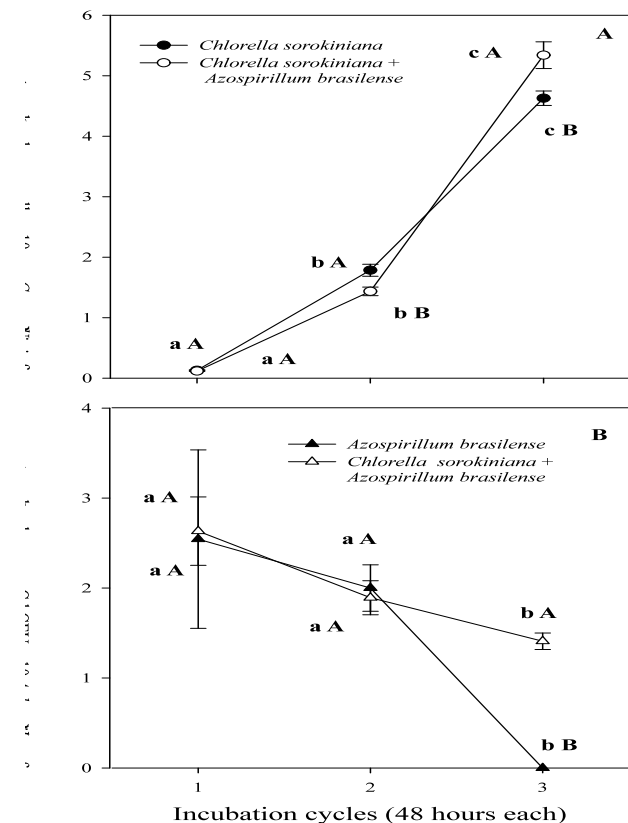 6
A
Chlorella sorokiniana
c A
Chlorella sorokiniana +
Azospirillum brasilense
5
c B
4
3
b A
2
b B
1
a A
a A
0
4
B
Azospirillum brasilense
Chlorella sorokiniana +
Azospirillum brasilense
a A
3
a A
a A
2
a A
b A
1
b B
0
1 2 3
Incubation cycles (48 hours each)